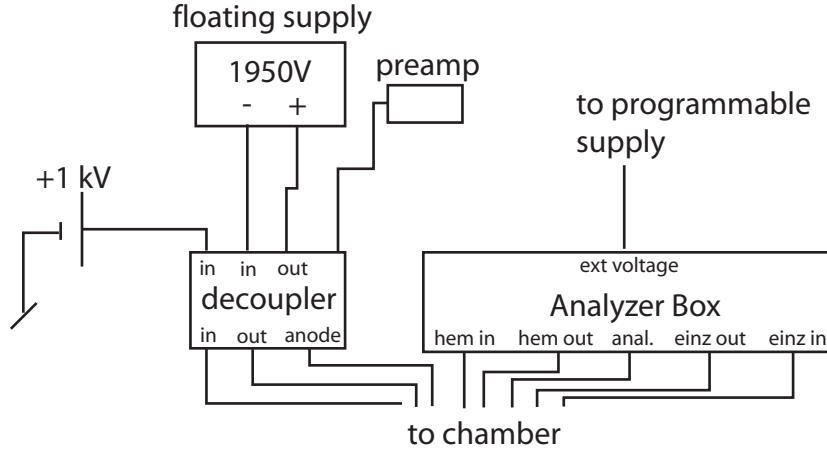 floating supply
1950V
- +
preamp
to programmable
supply
+1 kV
in in out
decoupler
in out anode
ext voltage
Analyzer Box
hem in hem out anal. einz out einz in
to chamber